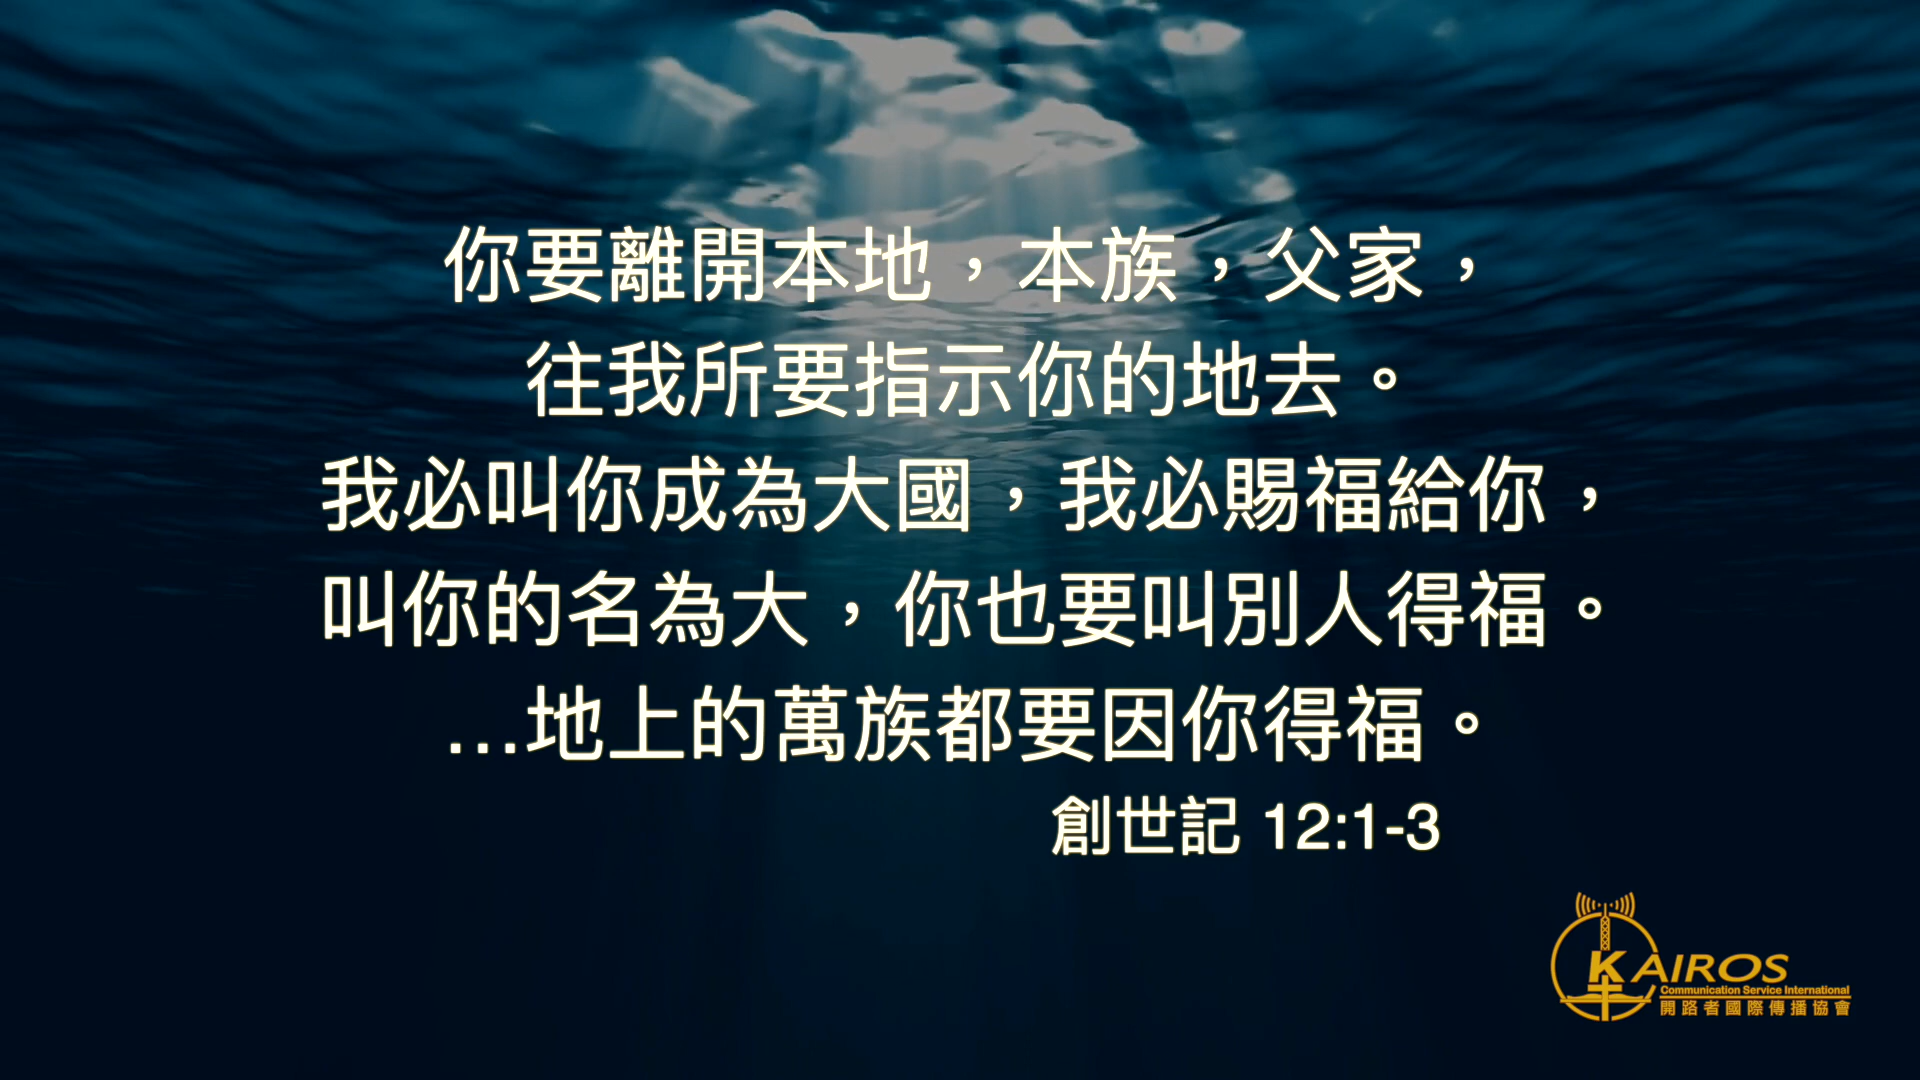 你要離開本地，本族，父家，
往我所要指示你的地去。
我必叫你成為大國，我必賜福給你，
叫你的名為大，你也要叫別人得福。
…地上的萬族都要因你得福。
創世記 12:1-3
KAIROS
Communication Service International
開路者國際傳播協會